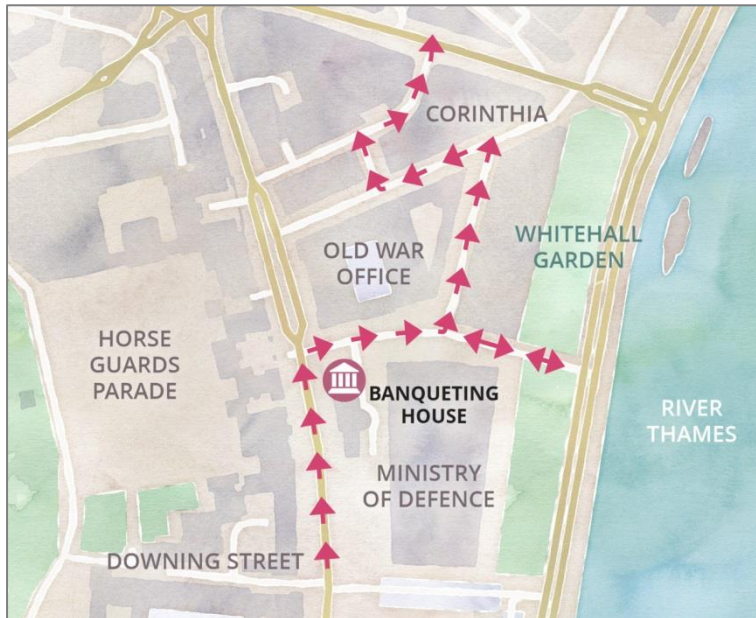 CORINTHIA
OLD WAR
OFFICE
WHITEHALL
GARDEN
HORSE
GUARDS
PARADE
BANQUETING
HOUSE
RIVER
THAMES
MINISTRY
OF DEFENCE
DOWNING STREET